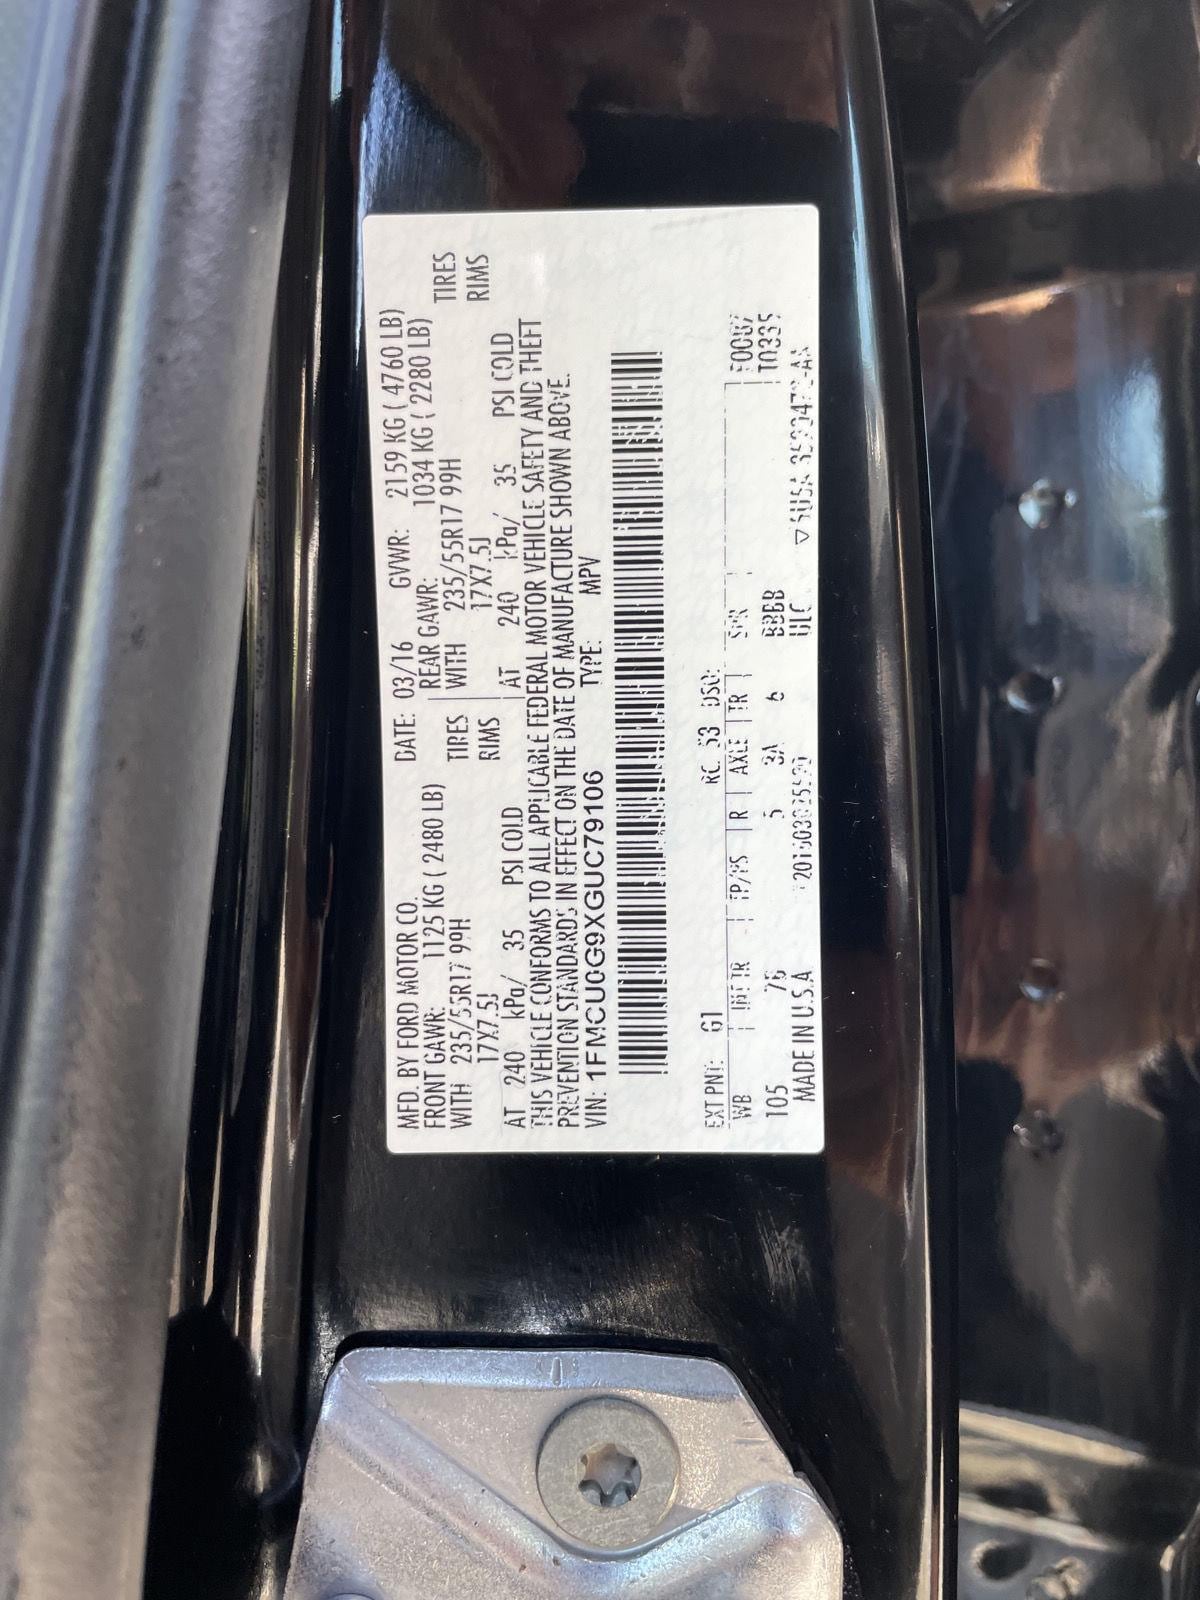 MFD. BY FORD MOTOR CO. DATE: 03/16 GVWR: 2159 KG ( 4760 LB)
FRONT GAWR: 1125 KG ( 2480 LB) REAR GAWR: 1034 KG ( 2280 LB)
WITH 235/55R17 99H TIRES WITH 235/55R17 99H TIRES
17X7.5J RIMS 17X7.5J RIMS
AT 240 kPa/ 35 PSI COLD AT 240 kPa/ 35 PSI COLD
THIS VEHICLE CONFORMS TO ALL APPLICABLE FEDERAL MOTOR VEHICLE SAFETY AND THEFT
PREVENTION STANDARDS IN EFFECT ON THE DATE OF MANUFACTURE SHOWN ABOVE.
VIN: 1FMCU0G9XGUC79106 TYPE: MPV
EXT PNT: G1 RC: 53 DSO:
WB INT TR TP/PS R AXLE TR SPR
105 5 3A 6
MADE IN U.S.A ULC